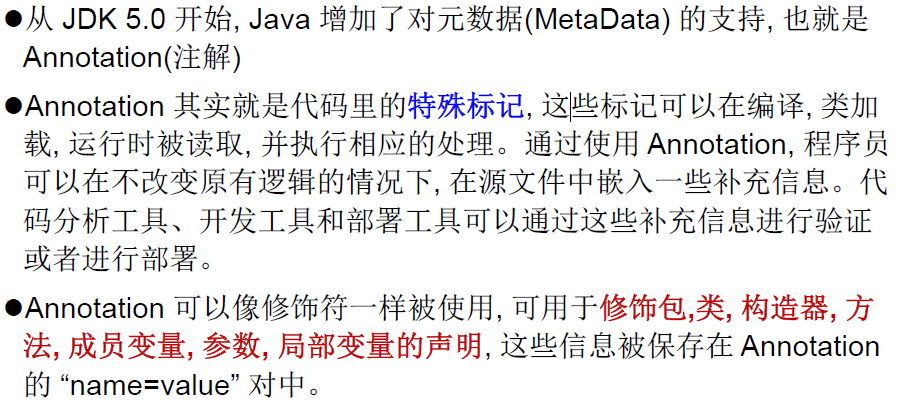 ●从 JDK 5.0 开始, Java 增加了对元数据(MetaData) 的支持, 也就是
Annotation(注解)
●Annotation 其实就是代码里的特殊标记, 这些标记可以在编译, 类加
载, 运行时被读取, 并执行相应的处理。通过使用 Annotation, 程序员
可以在不改变原有逻辑的情况下, 在源文件中嵌入一些补充信息。代
码分析工具、开发工具和部署工具可以通过这些补充信息进行验证
或者进行部署。
●Annotation 可以像修饰符一样被使用, 可用于修饰包,类, 构造器, 方
法, 成员变量, 参数, 局部变量的声明, 这些信息被保存在 Annotation
的 “name=value” 对中。